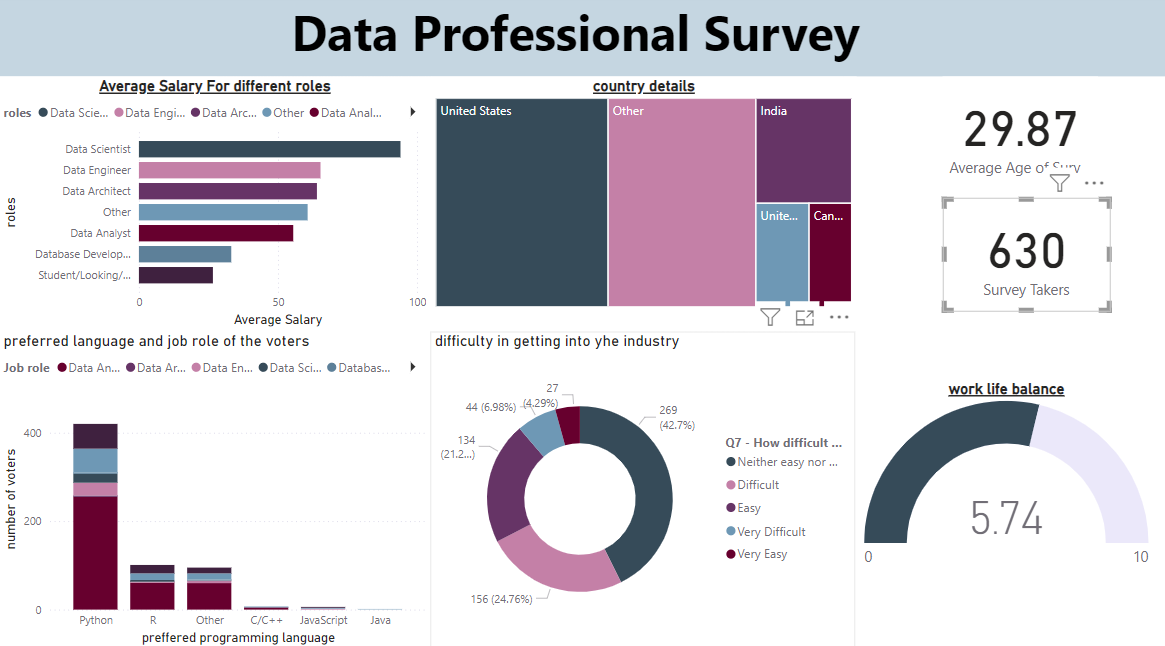 Data Professional Survey
Average Salary For different roles
roles Data Scie... Data Engi... Data Arc... Other Data Anal...
roles
Data Scientist
Data Engineer
Data Architect
Other
Data Analyst
Database Develop...
Student/Looking/...
0 50 100
Average Salary
country details
United States
Other
India
Unite...
Can...
29.87
Average Age of Surv
630
Survey Takers
preferred language and job role of the voters
Job role Data An... Data Ar... Data En... Data Sci... Databas...
number of voters
400
200
0
Python R Other C/C++ JavaScript Java
preffered programming language
difficulty in getting into yhe industry
27
(4.29%)
44 (6.98%)
269
(42.7%)
134
(21.2...)
156 (24.76%)
Q7 - How difficult ...
Neither easy nor ...
Difficult
Easy
Very Difficult
Very Easy
work life balance
5.74
0 10